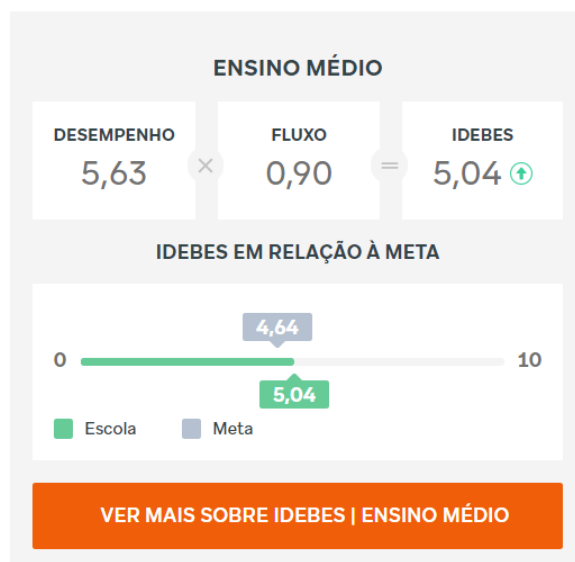 ENSINO MÉDIO
DESEMPENHO
5,63
×
FLUXO
0,90
=
IDEBES
5,04
IDEBES EM RELAÇÃO À META
4,64
0
10
5,04
Escola
Meta
VER MAIS SOBRE IDEBES | ENSINO MÉDIO